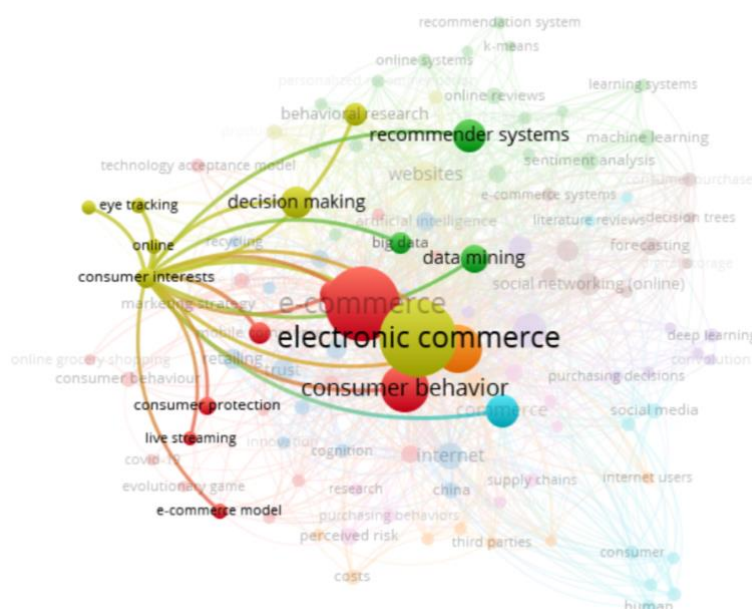 recommendation system
k-means
online systems
learning systems
online reviews
behavioral research
recommender systems
machine learning
sentiment analysis
technology acceptance model
websites
e-commerce systems
eye tracking
decision making
artificial intelligence
literature reviews
decision trees
online
recycling
big data
data mining
forecasting
consumer interests
social networking (online)
marketing strategy
e-commerce
electronic commerce
deep learning
online grocery shopping
retailing
trust
consumer behaviour
consumer behavior
purchasing decisions
consumer protection
commerce
social media
live streaming
innovation
cognition
internet
covid-19
evolutionary game
research
china
supply chains
internet users
e-commerce model
purchasing behaviors
perceived risk
third parties
consumer
costs
human